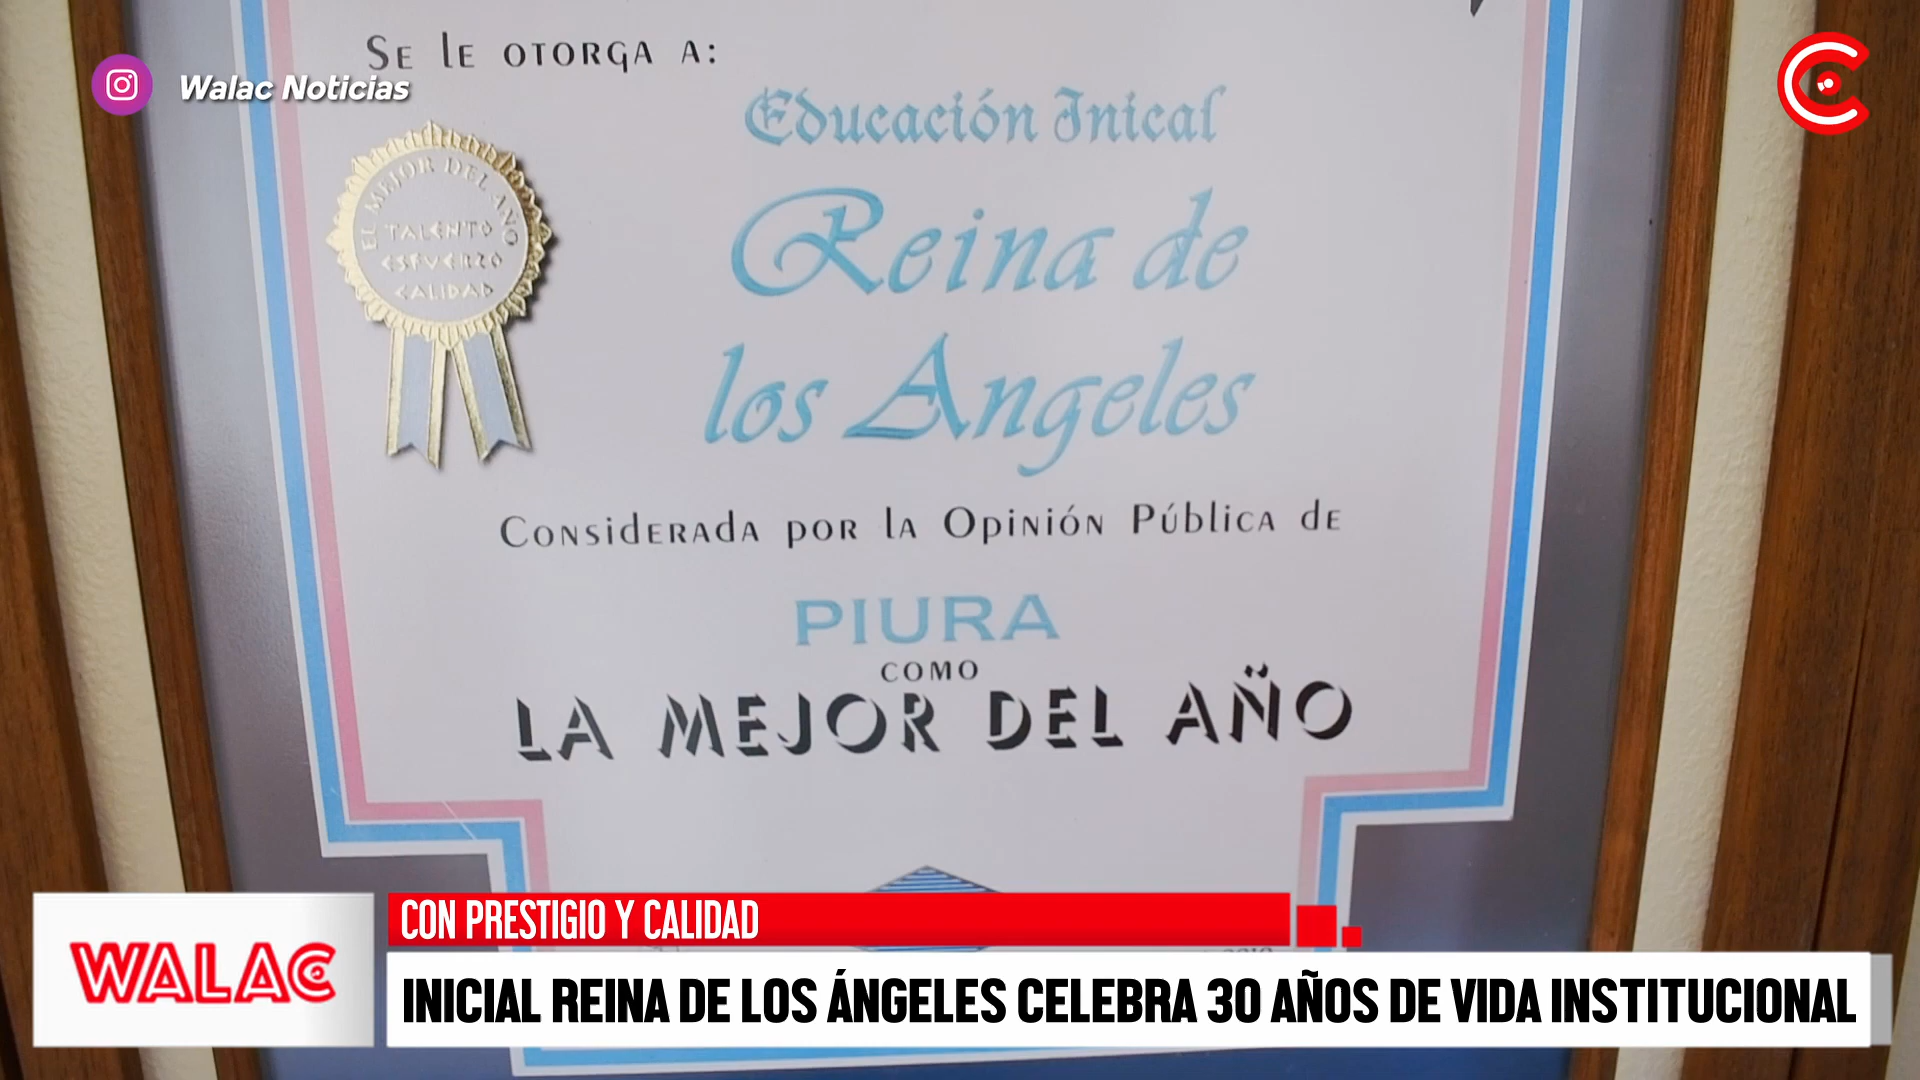 SE LE OTORGA A:
Walac Noticias
Educación Inical
EL MEJOR DEL AÑO
TALENTO
ESFUERZO
CALIDAD
Reina de
los Angeles
Considerada por la Opinión Pública de
PIURA
COMO
LA MEJOR DEL AÑO
CON PRESTIGIO Y CALIDAD
WALAC
INICIAL REINA DE LOS ÁNGELES CELEBRA 30 AÑOS DE VIDA INSTITUCIONAL